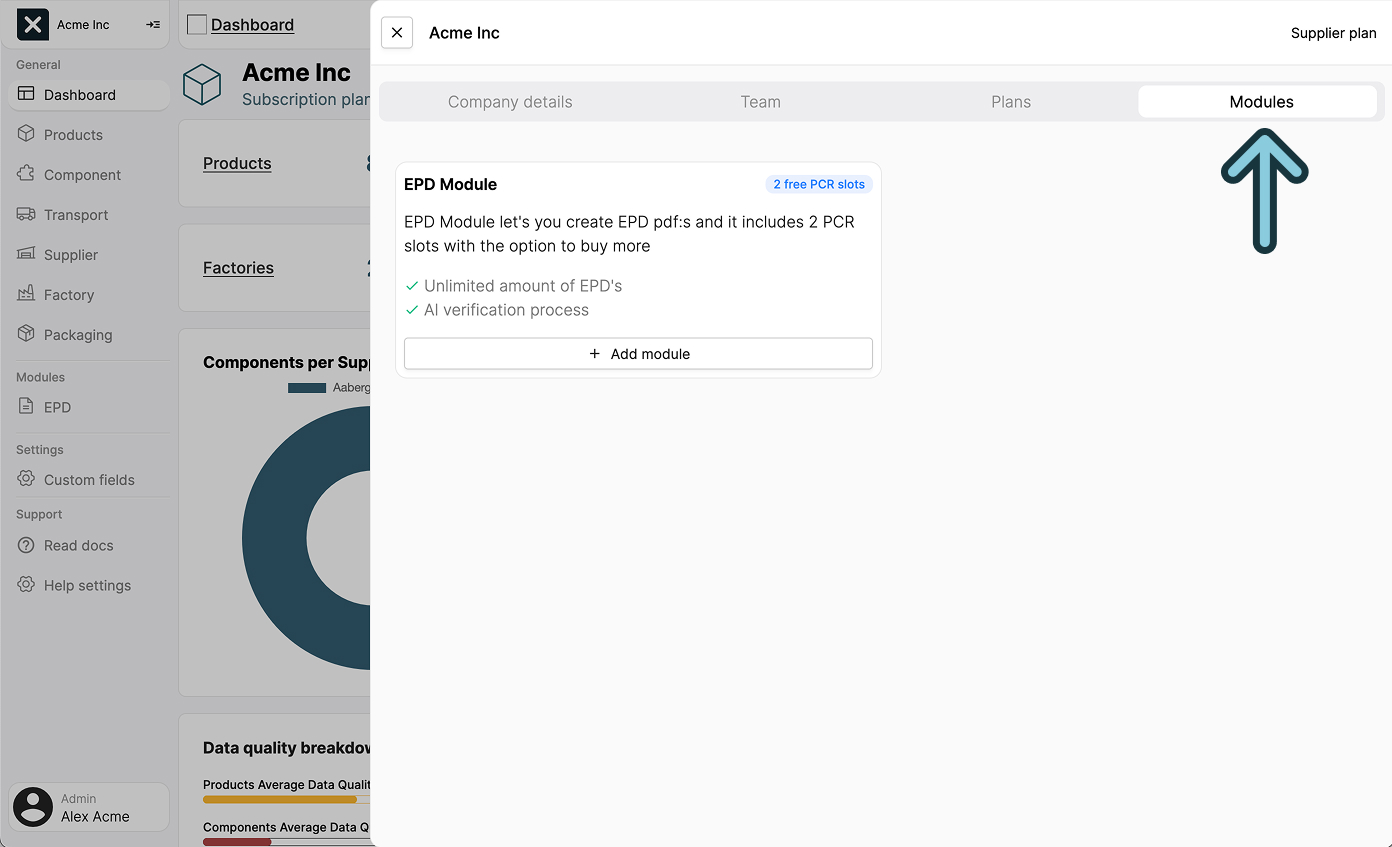 Acme Inc
General
Dashboard
Products
Component
Transport
Supplier
Factory
Packaging
Modules
EPD
Settings
Custom fields
Support
Read docs
Help settings
Admin
Alex Acme
Dashboard
Acme Inc
Subscription plan
Products
Factories
Components per Supp
Aaberg
Data quality breakdow
Products Average Data Qualit
Components Average Data Q
Acme Inc
Supplier plan
Company details
Team
Plans
Modules
EPD Module
2 free PCR slots
EPD Module let's you create EPD pdf:s and it includes 2 PCR
slots with the option to buy more
Unlimited amount of EPD's
AI verification process
+ Add module